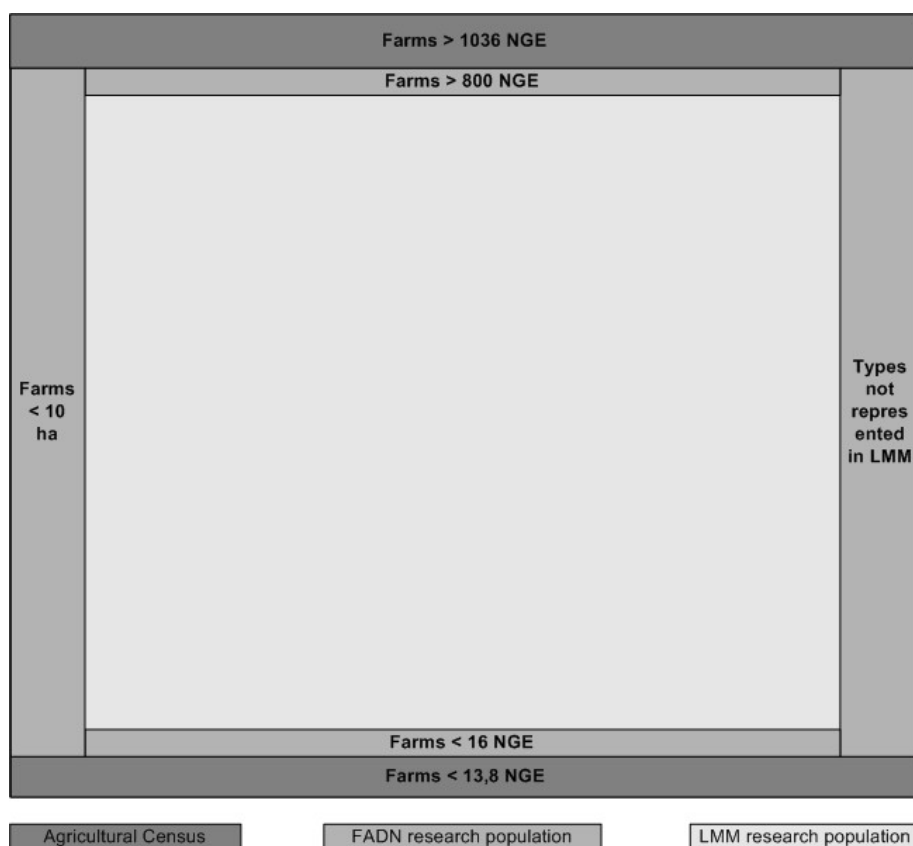 Farms > 1036 NGE
Farms > 800 NGE
Farms
< 10
ha
Types
not
repres
ented
in LMM
Farms < 16 NGE
Farms < 13,8 NGE
Agricultural Census
FADN research population
LMM research population